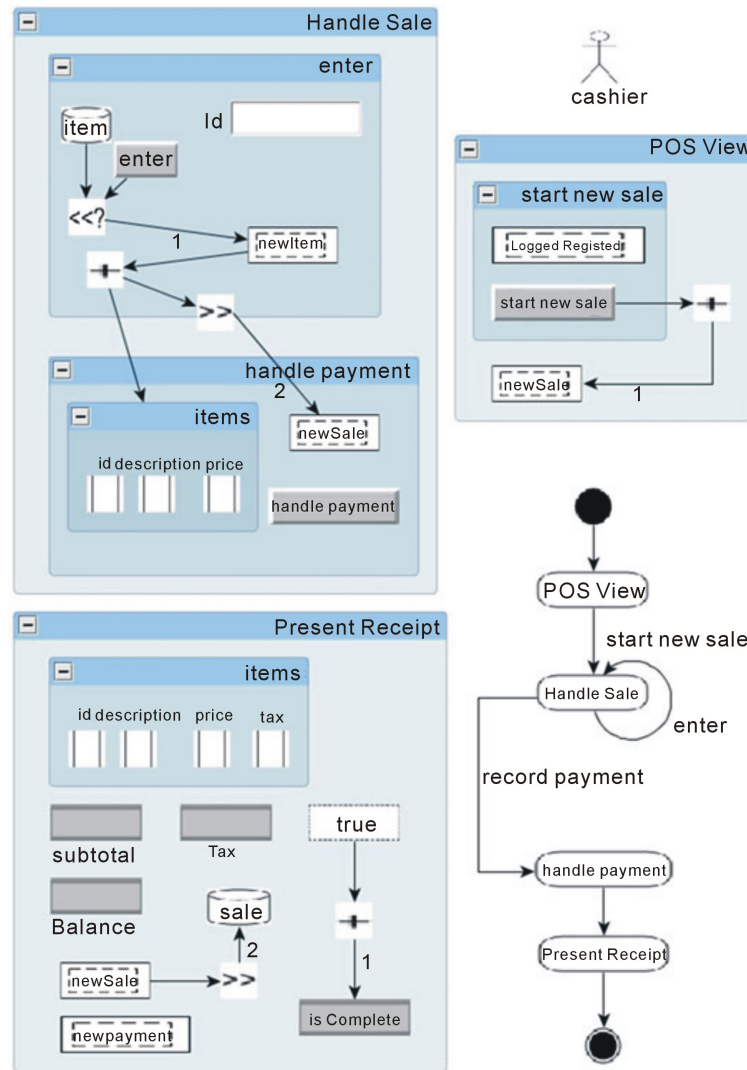 Handle Sale
enter
item
Id
enter
<<?
1
newItem
>>
handle payment
2
items
newSale
id description price
handle payment
cashier
POS View
start new sale
Logged Registed
start new sale
newSale
1
POS View
start new sale
Handle Sale
enter
record payment
handle payment
Present Receipt
Present Receipt
items
id description price tax
subtotal
Tax
true
Balance
sale
2
1
newSale
>>
is Complete
newpayment